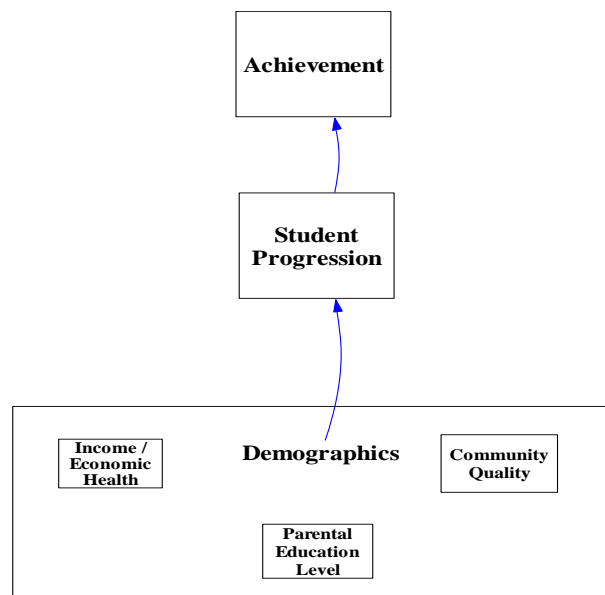 Achievement
Student
Progression
Demographics
Income /
Economic
Health
Community
Quality
Parental
Education
Level